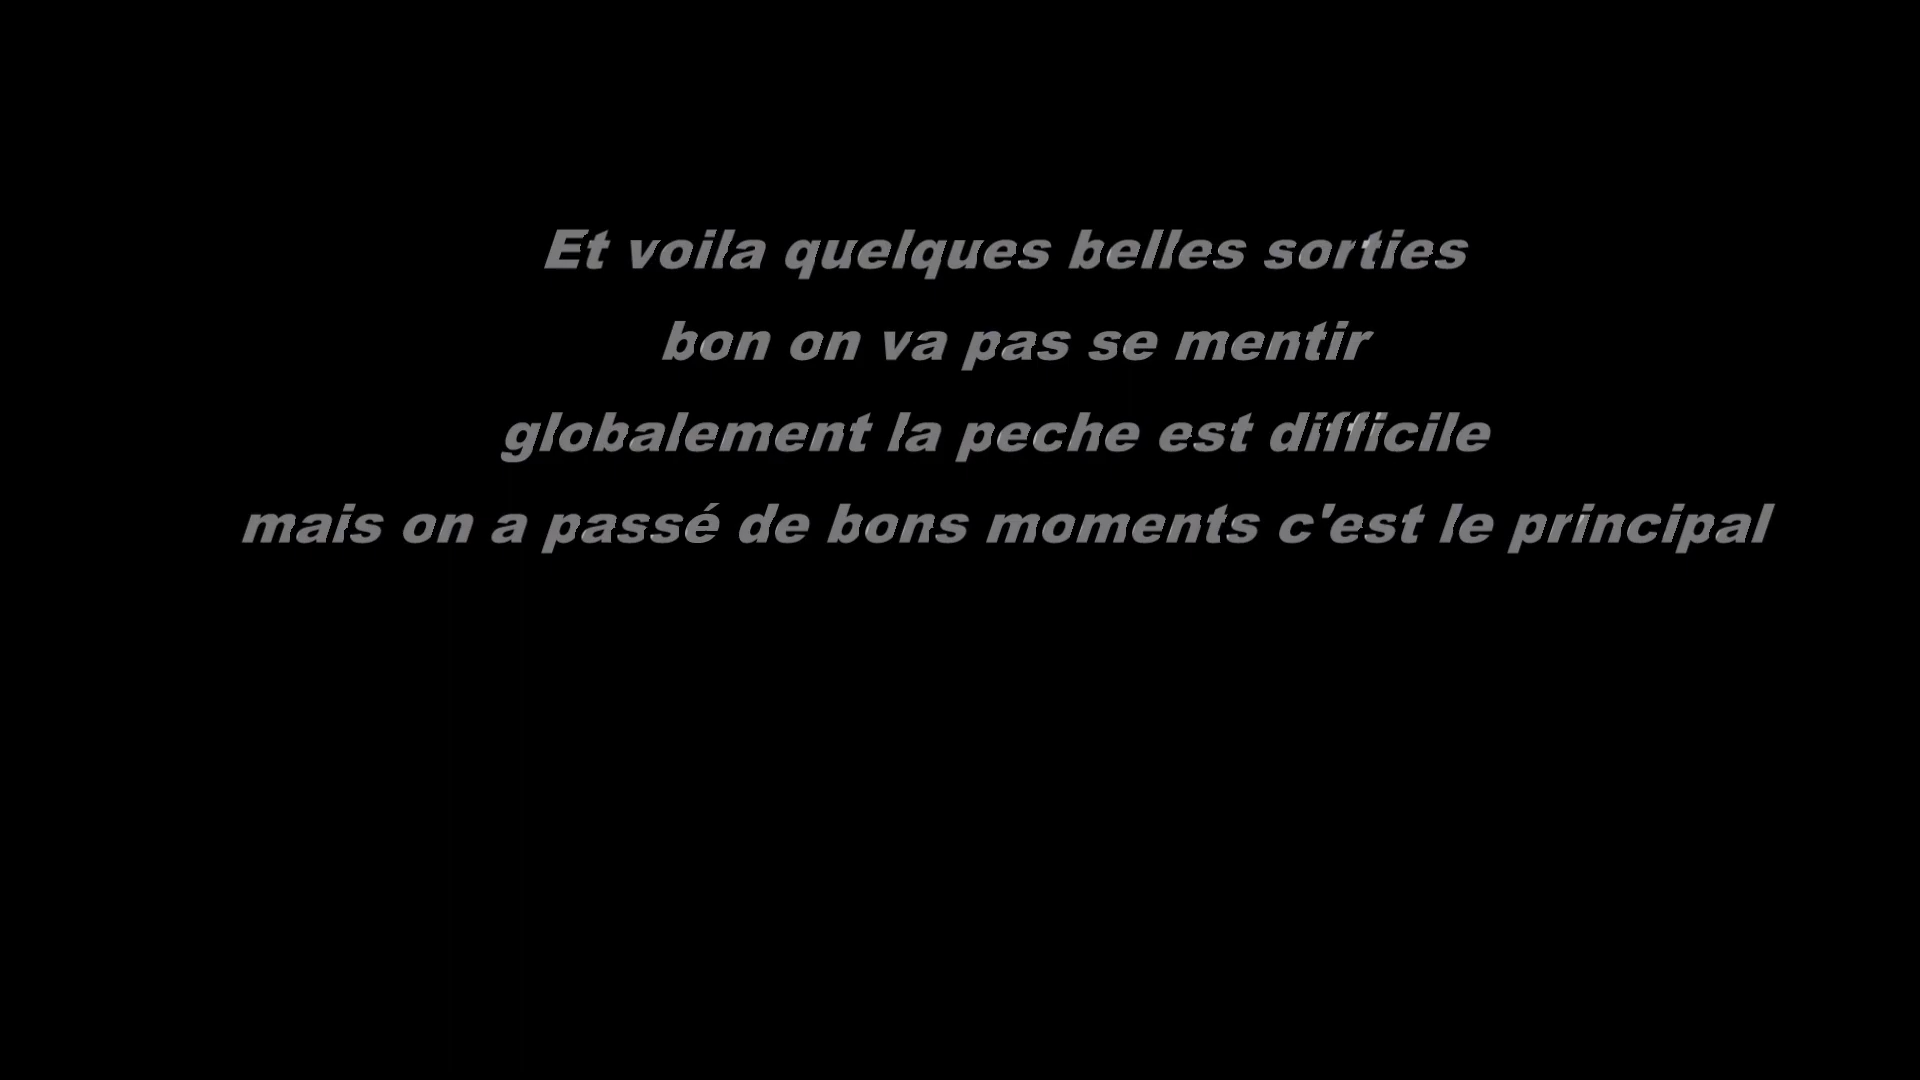 Et voila quelques belles sorties
bon on va pas se mentir
globalement la peche est difficile
mais on a passé de bons moments c'est le principal